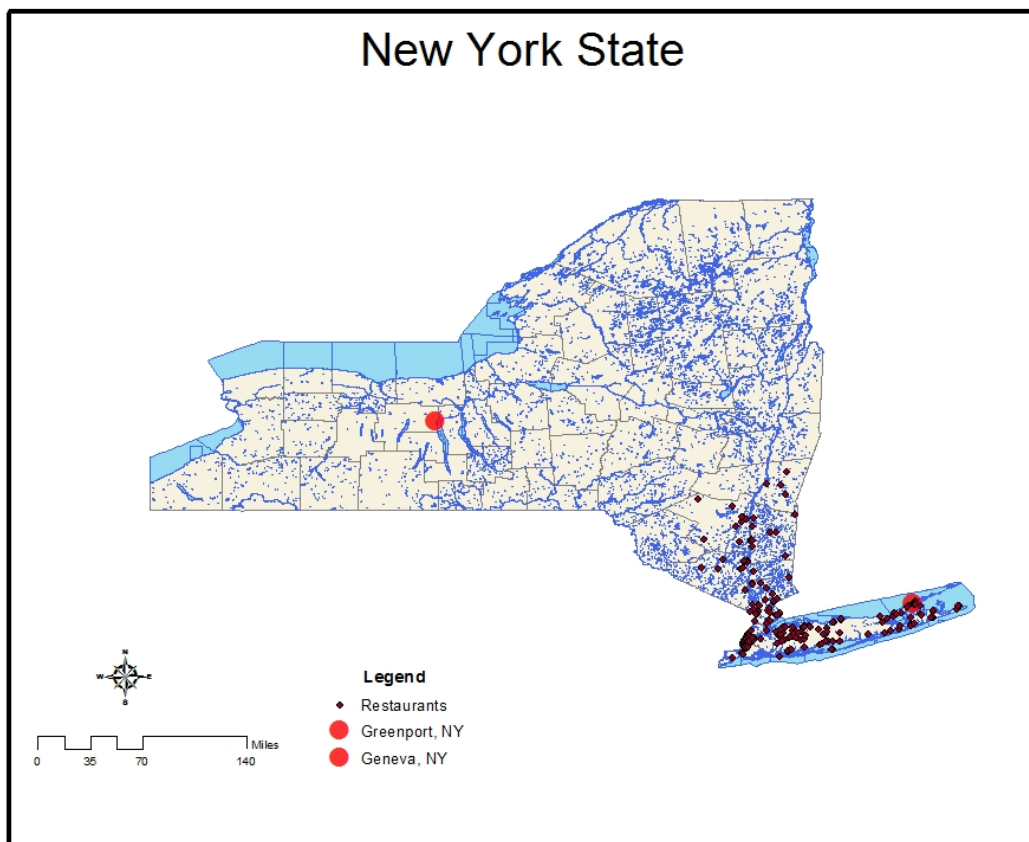 New York State
N
W E
S
Legend
Restaurants
Greenport, NY
Geneva, NY
Miles
0 35 70 140